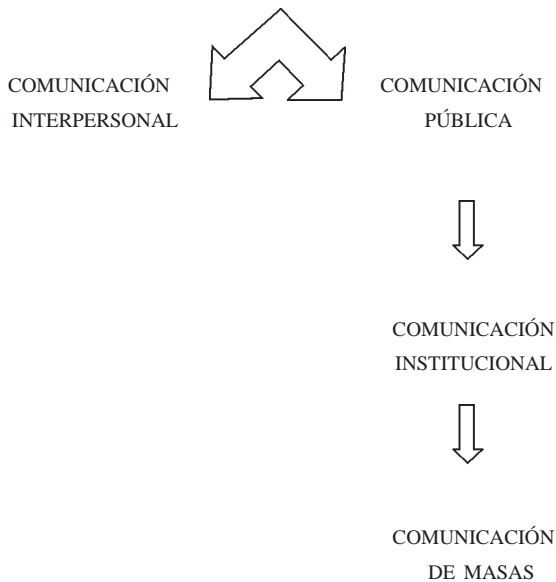 COMUNICACIÓN
INTERPERSONAL
COMUNICACIÓN
PÚBLICA
COMUNICACIÓN
INSTITUCIONAL
COMUNICACIÓN
DE MASAS